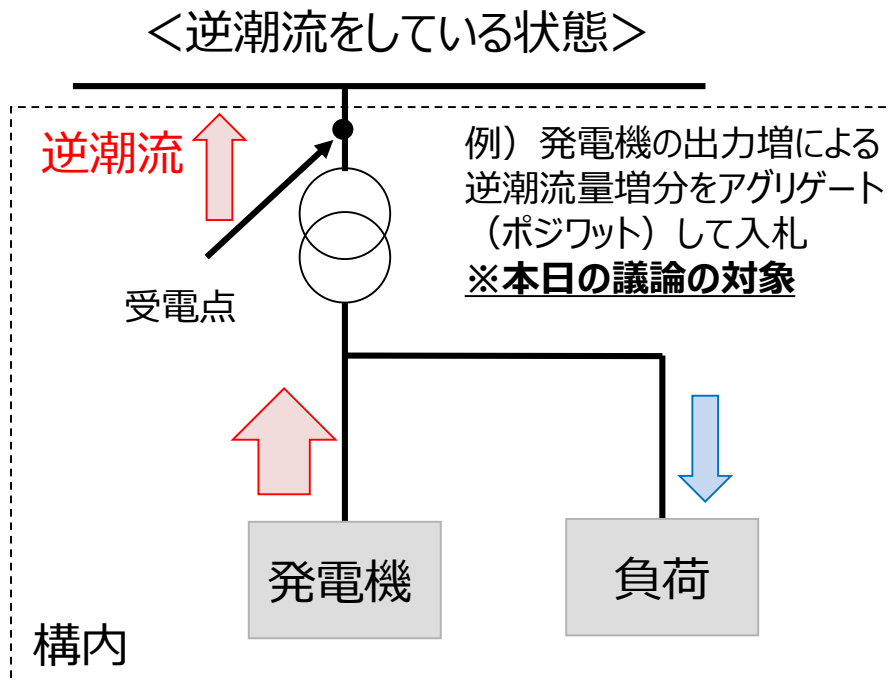 ＜逆潮流をしている状態＞
逆潮流
例）発電機の出力増による
逆潮流量増分をアグリゲート
（ポジワット）して入札
※本日の議論の対象
受電点
発電機
負荷
構内